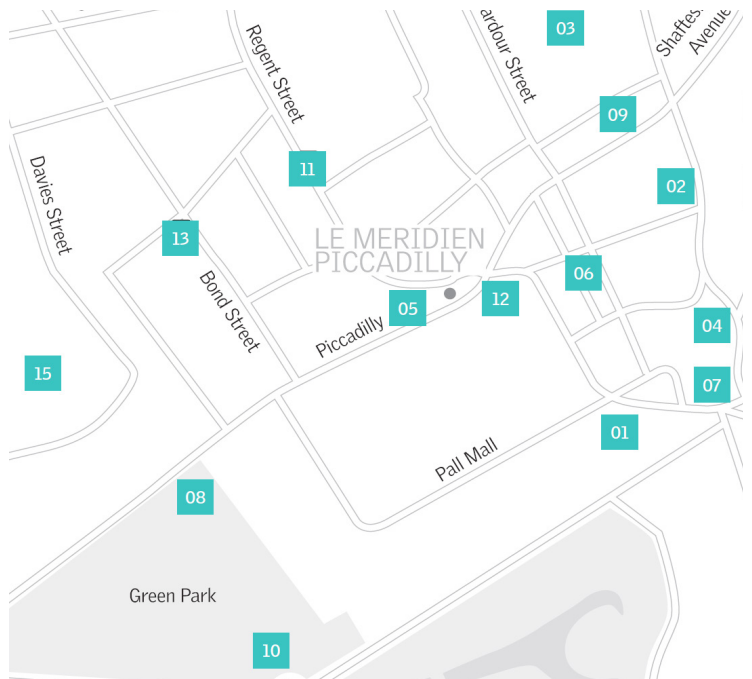 03
Regent Street
ardour Street
Shaftes
Avenue
09
11
02
Davies Street
13
LE MERIDIEN
PICCADILLY
06
Bond Street
05
12
Piccadilly
04
15
07
01
Pall Mall
08
Green Park
10